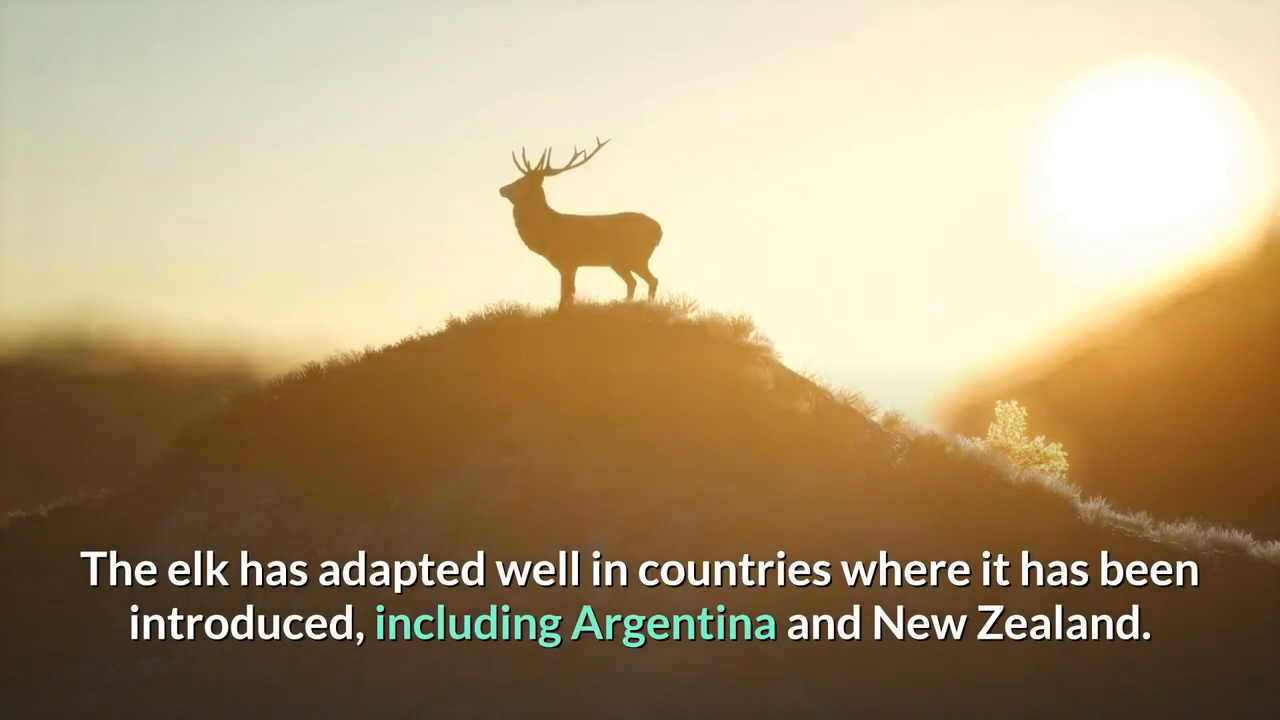 The elk has adapted well in countries where it has been
introduced, including Argentina and New Zealand.